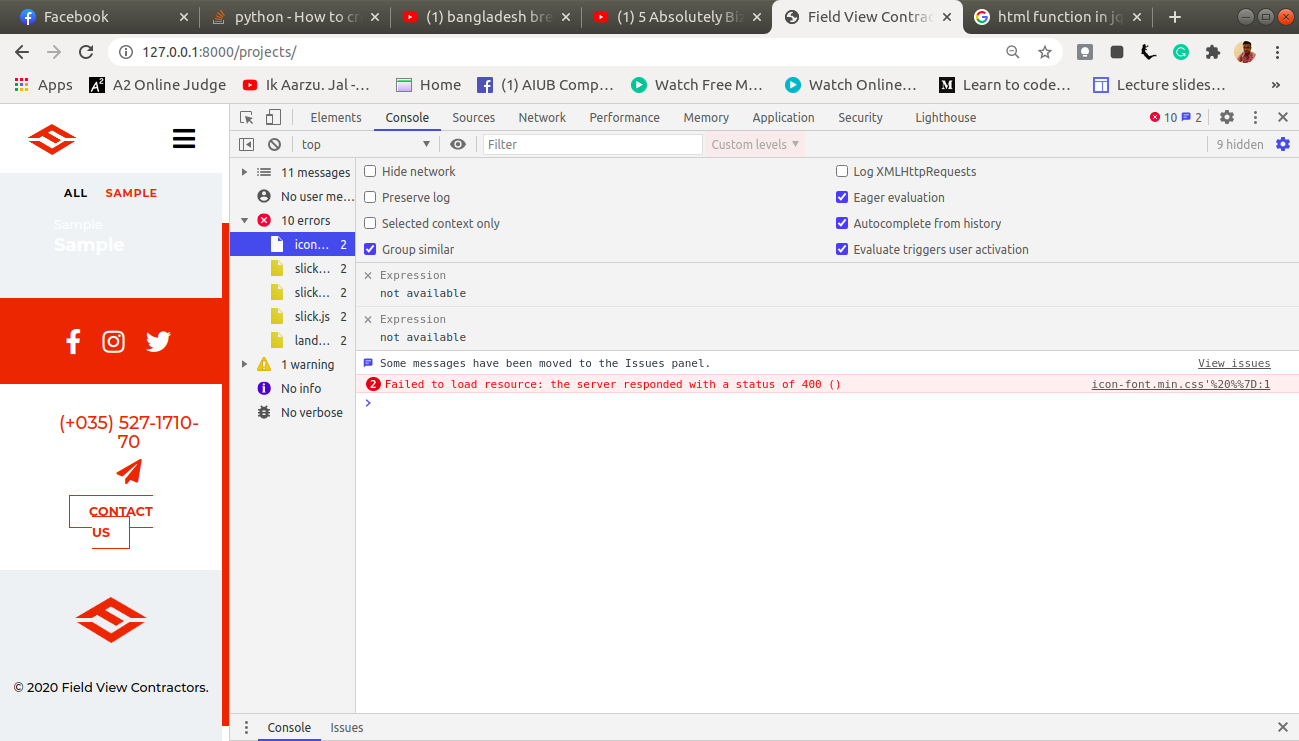 Facebook
python - How to cr
(1) bangladesh bre
(1) 5 Absolutely Biz
Field View Contrac
html function in jq
127.0.0.1:8000/projects/
Apps
A2 Online Judge
Ik Aarzu. Jal -...
Home
(1) AIUB Comp...
Watch Free M...
Watch Online...
Learn to code...
Lecture slides...
»
Elements Console Sources Network Performance Memory Application Security Lighthouse 10 2
top Filter Custom levels 9 hidden
11 messages
No user me...
10 errors
icon... 2
slick... 2
slick... 2
slick.js 2
land... 2
1 warning
No info
No verbose
Hide network
Log XMLHttpRequests
Preserve log
Eager evaluation
Selected context only
Autocomplete from history
Group similar
Evaluate triggers user activation
Expression
not available
Expression
not available
Some messages have been moved to the Issues panel. View issues
2 Failed to load resource: the server responded with a status of 400 () icon-font.min.css'%20%%7D:1
ALL SAMPLE
Sample
Sample
(+035) 527-1710-
70
CONTACT
US
© 2020 Field View Contractors.
Console Issues